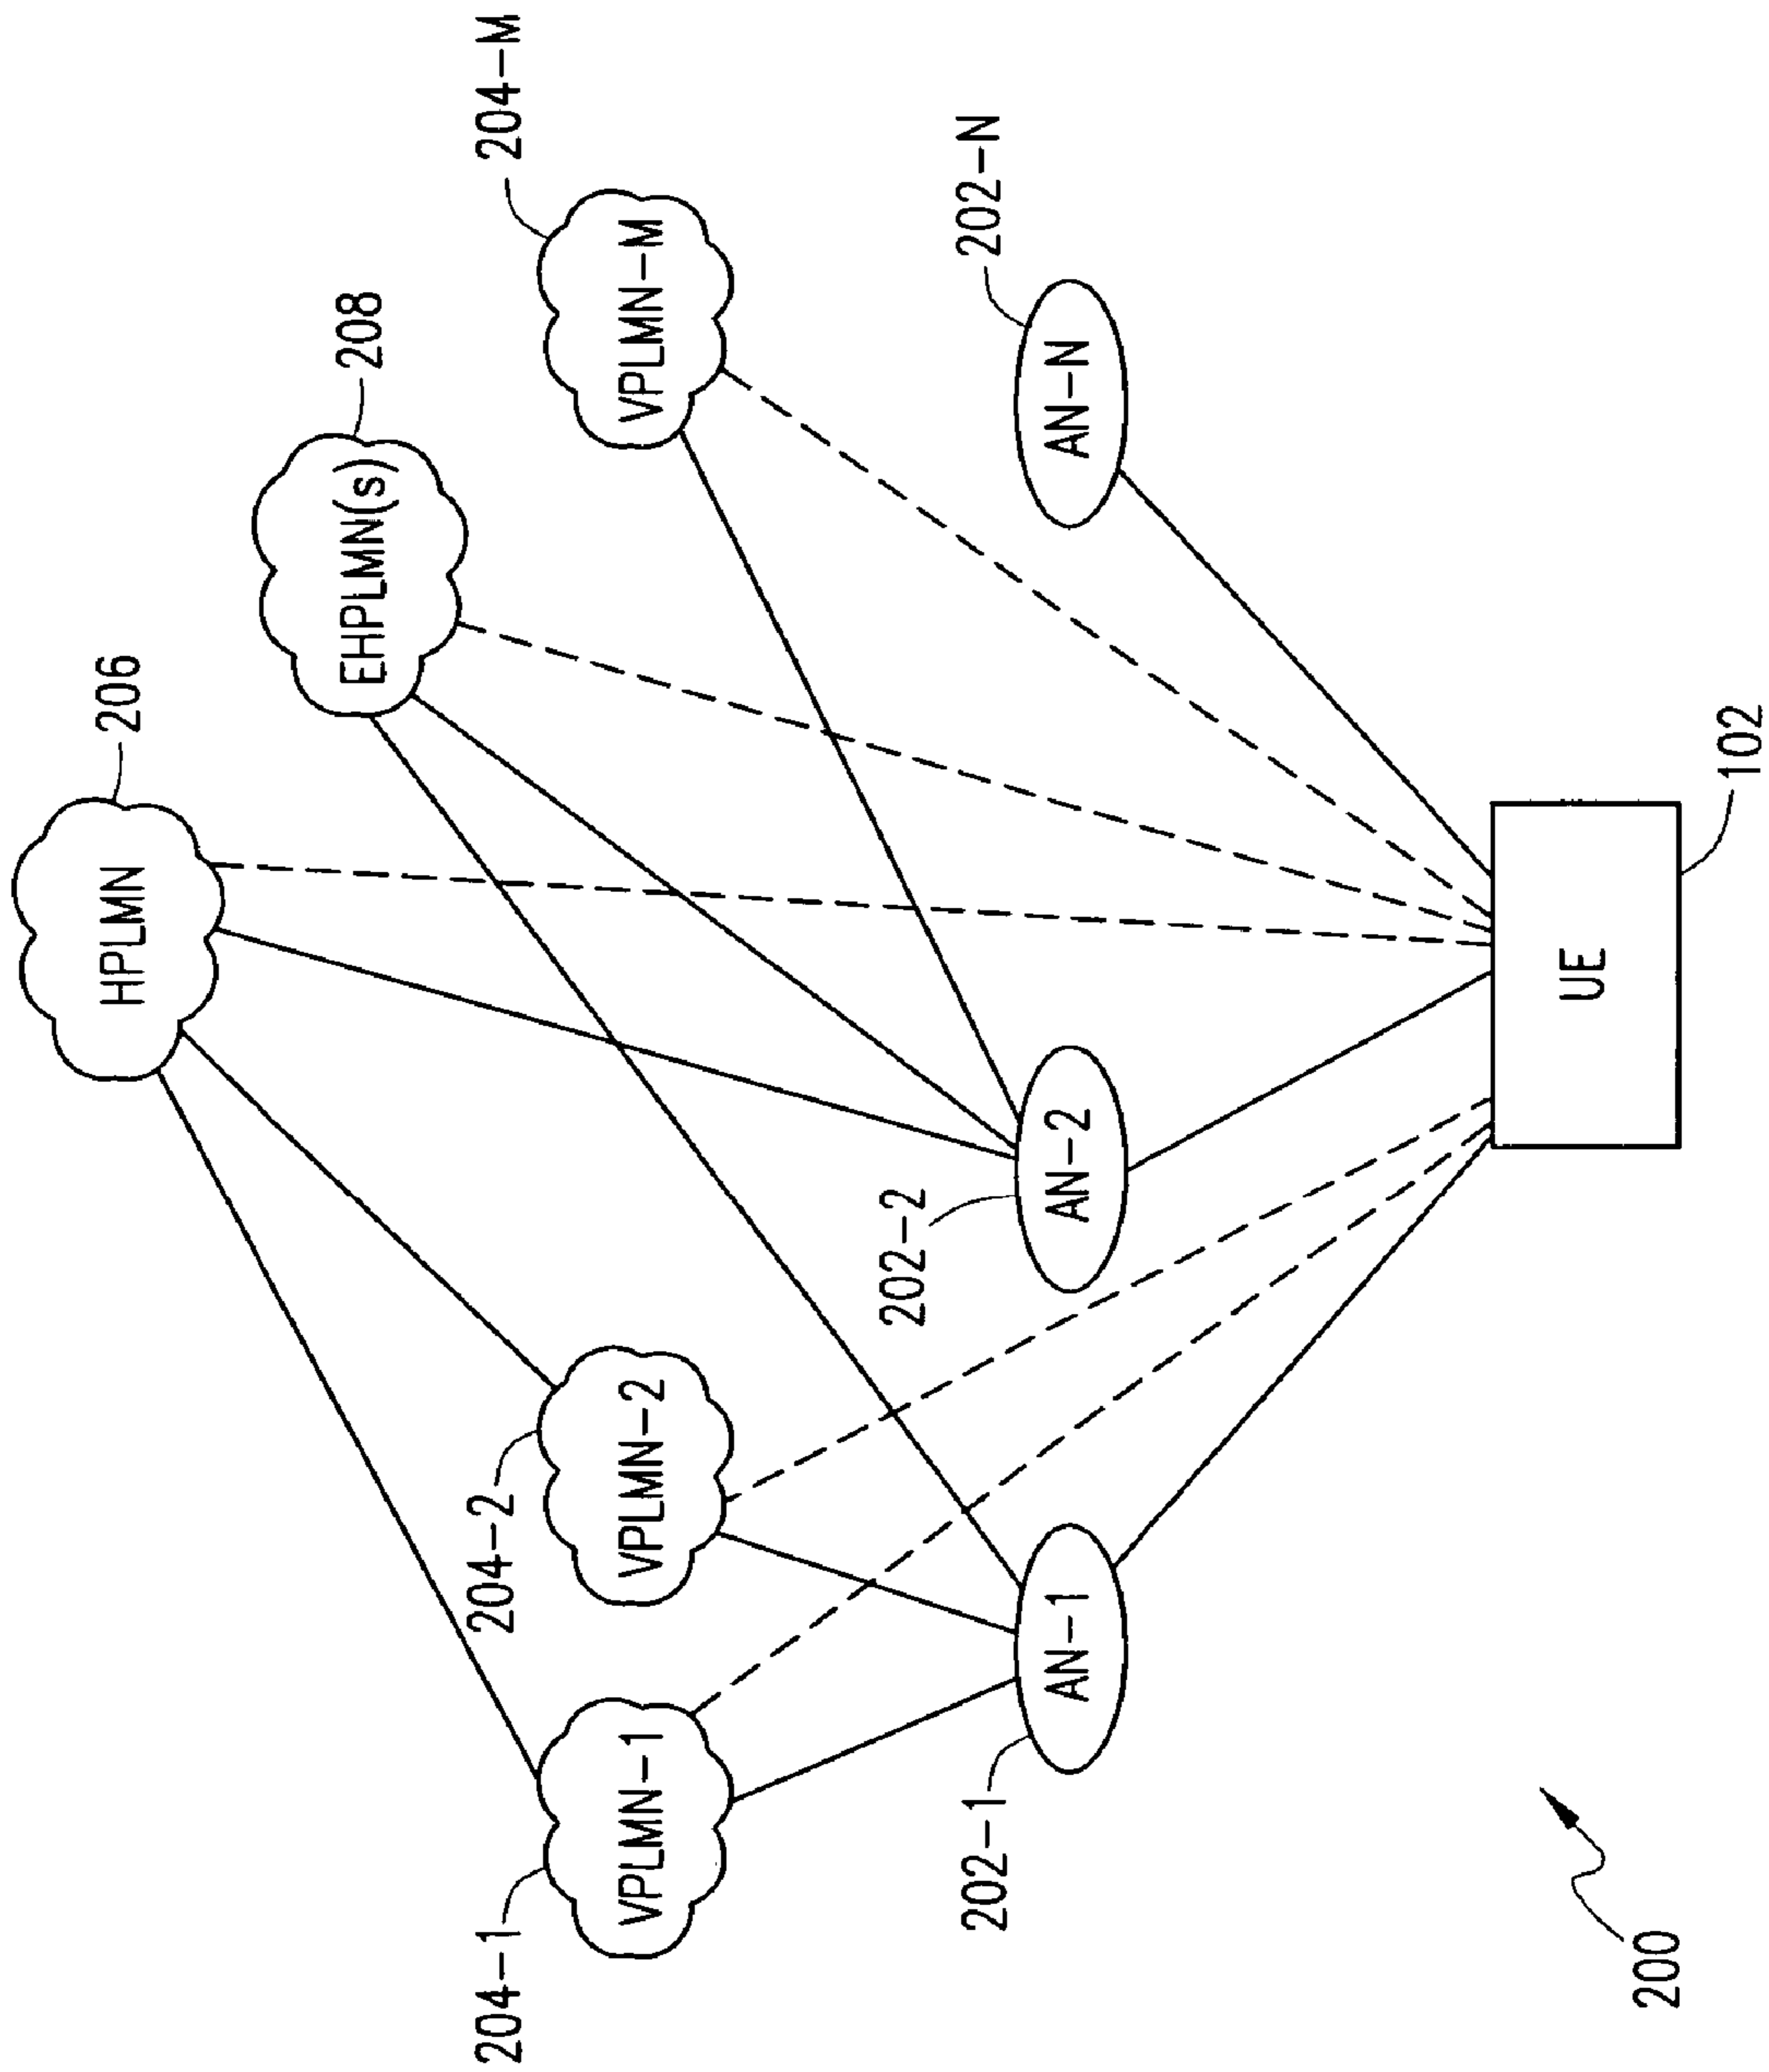 206
HPLMN
208
EHPLMN(s)
204-1
VPLMN-1
204-2
VPLMN-2
VPLMN-M
204-M
202-1
AN-1
202-2
AN-2
AN-N
202-N
200
UE
102